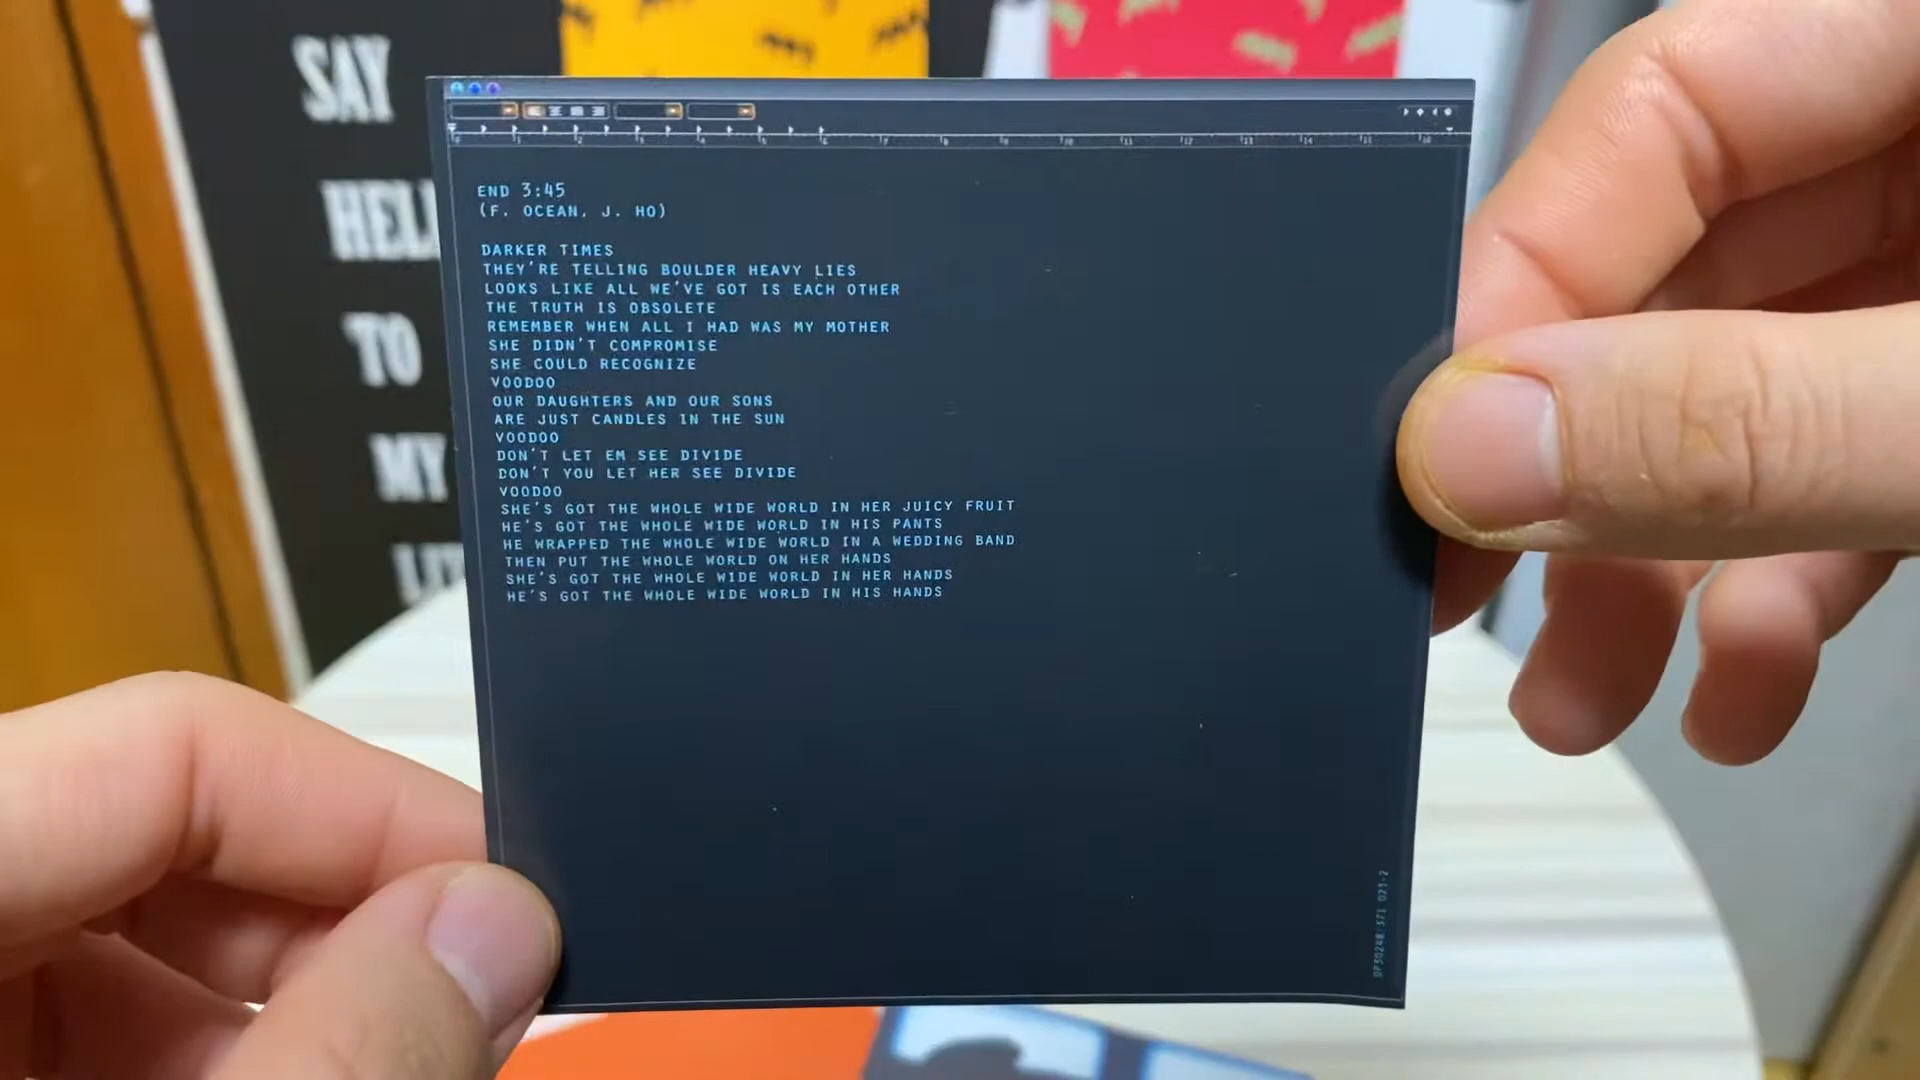 SAY
HELL
TO
MY
END 3:45
(F. OCEAN, J. HO)
DARKER TIMES
THEY'RE TELLING BOULDER HEAVY LIES
LOOKS LIKE ALL WE'VE GOT IS EACH OTHER
THE TRUTH IS OBSOLETE
REMEMBER WHEN ALL I HAD WAS MY MOTHER
SHE DIDN'T COMPROMISE
SHE COULD RECOGNIZE
VOODOO
OUR DAUGHTERS AND OUR SONS
ARE JUST CANDLES IN THE SUN
VOODOO
DON'T LET EM SEE DIVIDE
DON'T YOU LET HER SEE DIVIDE
VOODOO
SHE'S GOT THE WHOLE WIDE WORLD IN HER JUICY FRUIT
HE'S GOT THE WHOLE WIDE WORLD IN HIS PANTS
HE WRAPPED THE WHOLE WIDE WORLD IN A WEDDING BAND
THEN PUT THE WHOLE WORLD ON HER HANDS
SHE'S GOT THE WHOLE WIDE WORLD IN HER HANDS
HE'S GOT THE WHOLE WIDE WORLD IN HIS HANDS